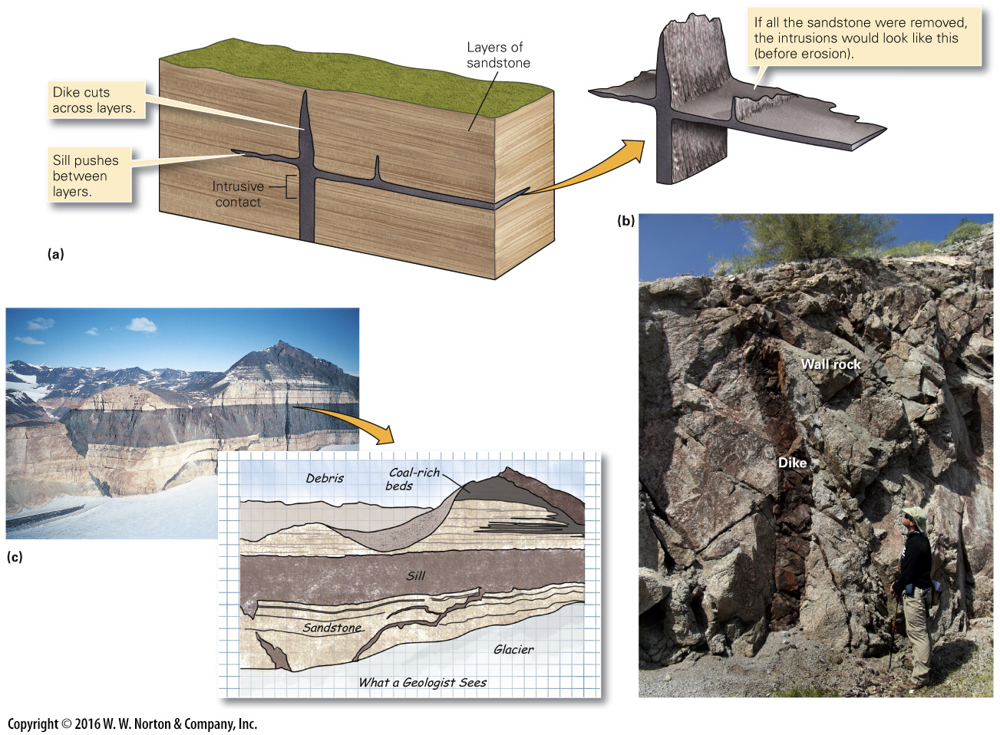 Layers of
sandstone
If all the sandstone were removed,
the intrusions would look like this
(before erosion).
Dike cuts
across layers.
Sill pushes
between
layers.
Intrusive
contact
(a)
(b)
Wall rock
Dike
(c)
Debris
Coal-rich
beds
Sill
Sandstone
Glacier
What a Geologist Sees
Copyright © 2016 W. W. Norton & Company, Inc.